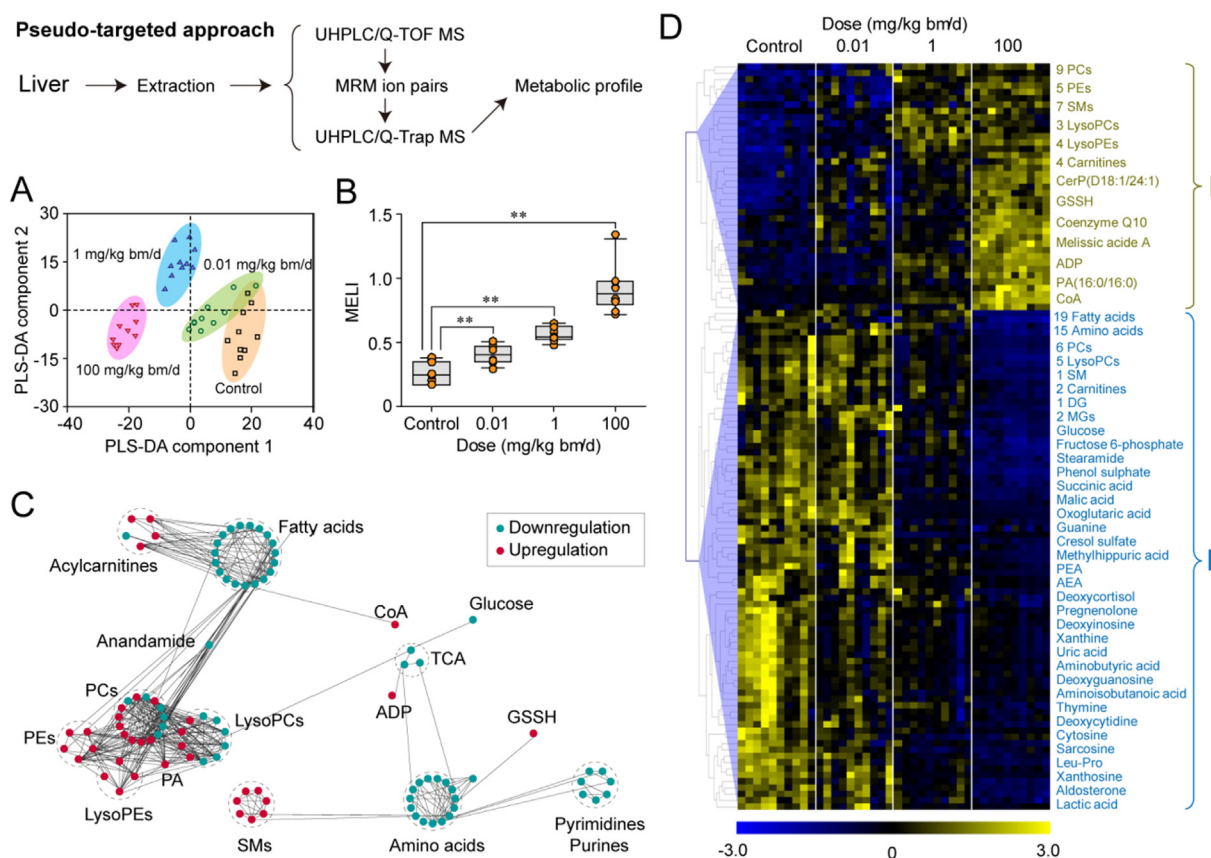 Pseudo-targeted approach
Liver
Extraction
UHPLC/Q-TOF MS
MRM ion pairs
UHPLC/Q-Trap MS
Metabolic profile
A
PLS-DA component 2
30
15
0
-15
-30
1 mg/kg bm/d
0.01 mg/kg bm/d
100 mg/kg bm/d
Control
-40
-20
0
20
40
PLS-DA component 1
B
MELI
1.5
1.0
0.5
0
**
**
**
Control
0.01
1
100
Dose (mg/kg bm/d)
C
Downregulation
Upregulation
Fatty acids
Acylcarnitines
CoA
Glucose
Anandamide
TCA
PCs
LysoPCs
ADP
GSSH
PEs
PA
LysoPEs
SMs
Amino acids
Pyrimidines
Purines
D
Dose (mg/kg bm/d)
Control
0.01
1
100
9 PCs
5 PEs
7 SMs
3 LysoPCs
4 LysoPEs
4 Carnitines
CerP(D18:1/24:1)
GSSH
Coenzyme Q10
Melissic acide A
ADP
PA(16:0/16:0)
CoA
19 Fatty acids
15 Amino acids
6 PCs
5 LysoPCs
1 SM
2 Carnitines
1 DG
2 MGs
Glucose
Fructose 6-phosphate
Stearamide
Phenol sulphate
Succinic acid
Malic acid
Oxoglutaric acid
Guanine
Cresol sulfate
Methylhippuric acid
PEA
AEA
Deoxycortisol
Pregnenolone
Deoxyinosine
Xanthine
Uric acid
Aminobutyric acid
Deoxyguanosine
Aminoisobutanoic acid
Thymine
Deoxycytidine
Cytosine
Sarcosine
Leu-Pro
Xanthosine
Aldosterone
Lactic acid
-3.0
0
3.0